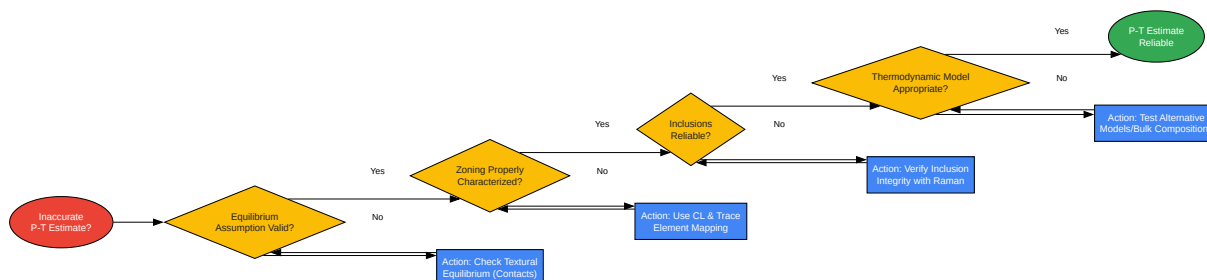 Inaccurate
P-T Estimate?
Equilibrium
Assumption Valid?
Yes
No
Action: Check Textural
Equilibrium (Contacts)
Zoning Properly
Characterized?
Yes
No
Action: Use CL & Trace
Element Mapping
Inclusions
Reliable?
Yes
No
Action: Verify Inclusion
Integrity with Raman
Thermodynamic Model
Appropriate?
Yes
No
Action: Test Alternative
Models/Bulk Composition
P-T Estimate
Reliable